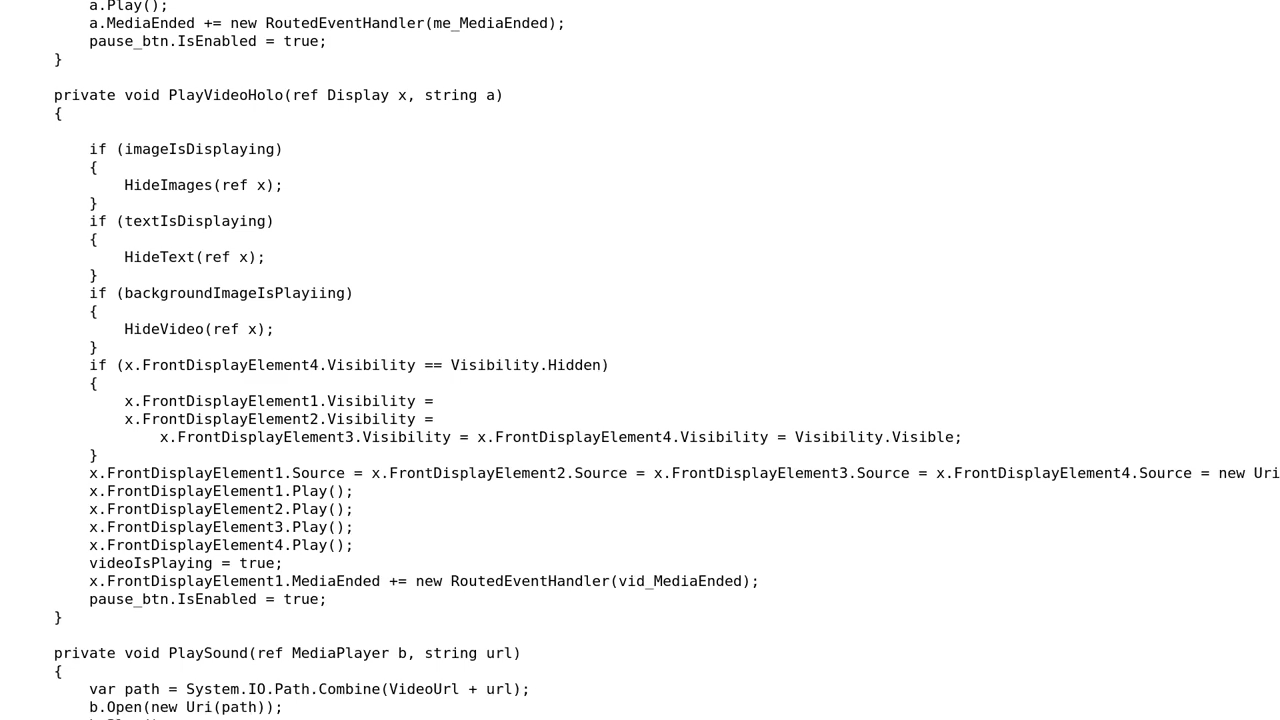 a.Play();
a.MediaEnded += new RoutedEventHandler(me_MediaEnded);
pause_btn.IsEnabled = true;
}
private void PlayVideoHolo(ref Display x, string a)
{
if (imageIsDisplaying)
{
HideImages(ref x);
}
if (textIsDisplaying)
{
HideText(ref x);
}
if (backgroundImageIsPlayiing)
{
HideVideo(ref x);
}
if (x.FrontDisplayElement4.Visibility == Visibility.Hidden)
{
x.FrontDisplayElement1.Visibility =
x.FrontDisplayElement2.Visibility =
x.FrontDisplayElement3.Visibility = x.FrontDisplayElement4.Visibility = Visibility.Visible;
}
x.FrontDisplayElement1.Source = x.FrontDisplayElement2.Source = x.FrontDisplayElement3.Source = x.FrontDisplayElement4.Source = new Uri
x.FrontDisplayElement1.Play();
x.FrontDisplayElement2.Play();
x.FrontDisplayElement3.Play();
x.FrontDisplayElement4.Play();
videoIsPlaying = true;
x.FrontDisplayElement1.MediaEnded += new RoutedEventHandler(vid_MediaEnded);
pause_btn.IsEnabled = true;
}
private void PlaySound(ref MediaPlayer b, string url)
{
var path = System.IO.Path.Combine(VideoUrl + url);
b.Open(new Uri(path));